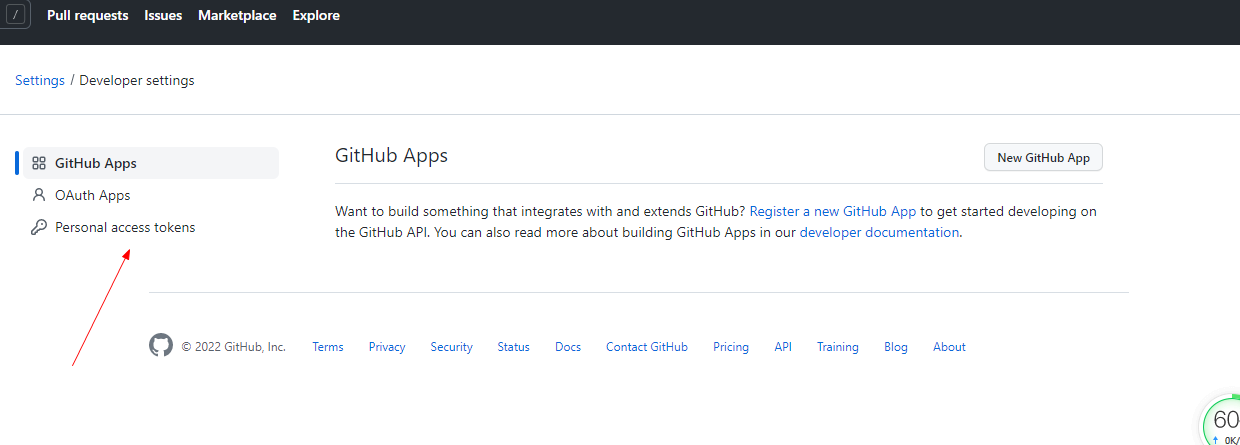 / Pull requests Issues Marketplace Explore
Settings / Developer settings
GitHub Apps
OAuth Apps
Personal access tokens
GitHub Apps
New GitHub App
Want to build something that integrates with and extends GitHub? Register a new GitHub App to get started developing on
the GitHub API. You can also read more about building GitHub Apps in our developer documentation.
© 2022 GitHub, Inc. Terms Privacy Security Status Docs Contact GitHub Pricing API Training Blog About
60
↑ 0K/